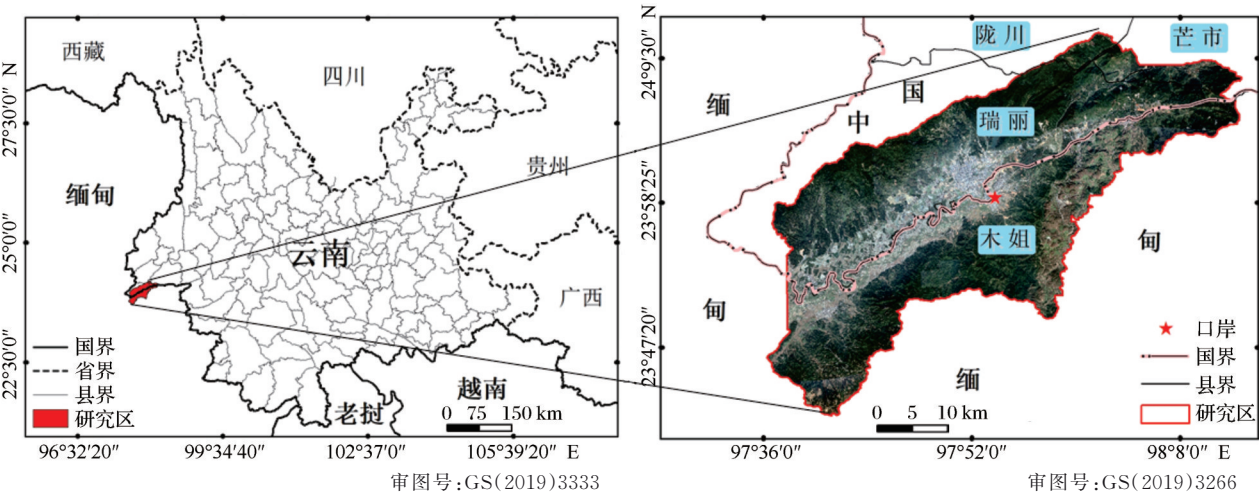 西藏
四川
贵州
云南
广西
缅甸
老挝
越南
国界
省界
县界
研究区
0 75 150 km
27°30′0″ N
25°0′0″
22°30′0″
96°32′20″
99°34′40″
102°37′0″
105°39′20″ E
审图号:GS(2019)3333
陇川
芒市
瑞丽
木姐
中国
缅甸
缅甸
口岸
国界
县界
研究区
0 5 10 km
24°9′30″ N
23°58′25″
23°47′20″
97°36′0″
97°52′0″
98°8′0″ E
审图号:GS(2019)3266